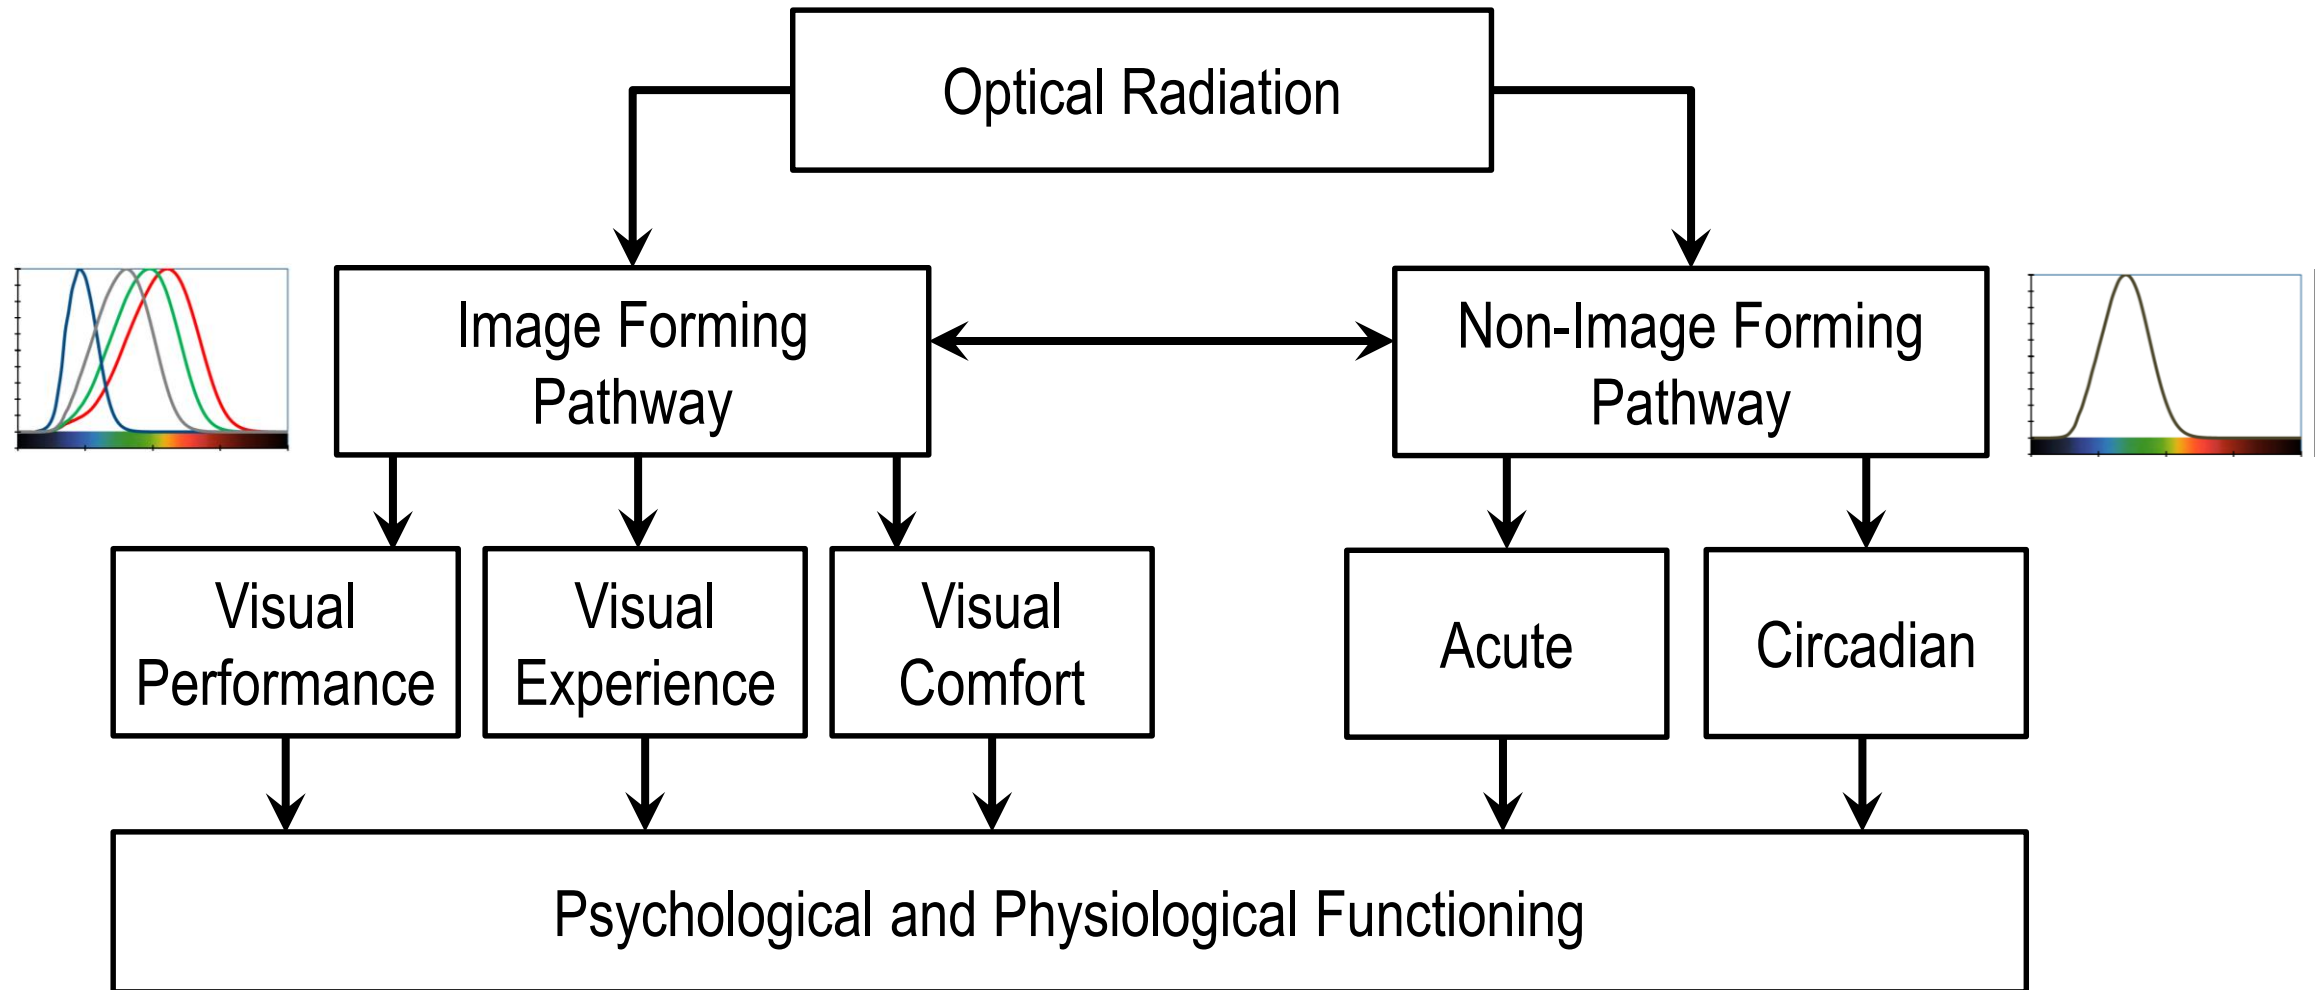 Optical Radiation
Image Forming
Pathway
Non-Image Forming
Pathway
Visual
Performance
Visual
Experience
Visual
Comfort
Acute
Circadian
Psychological and Physiological Functioning